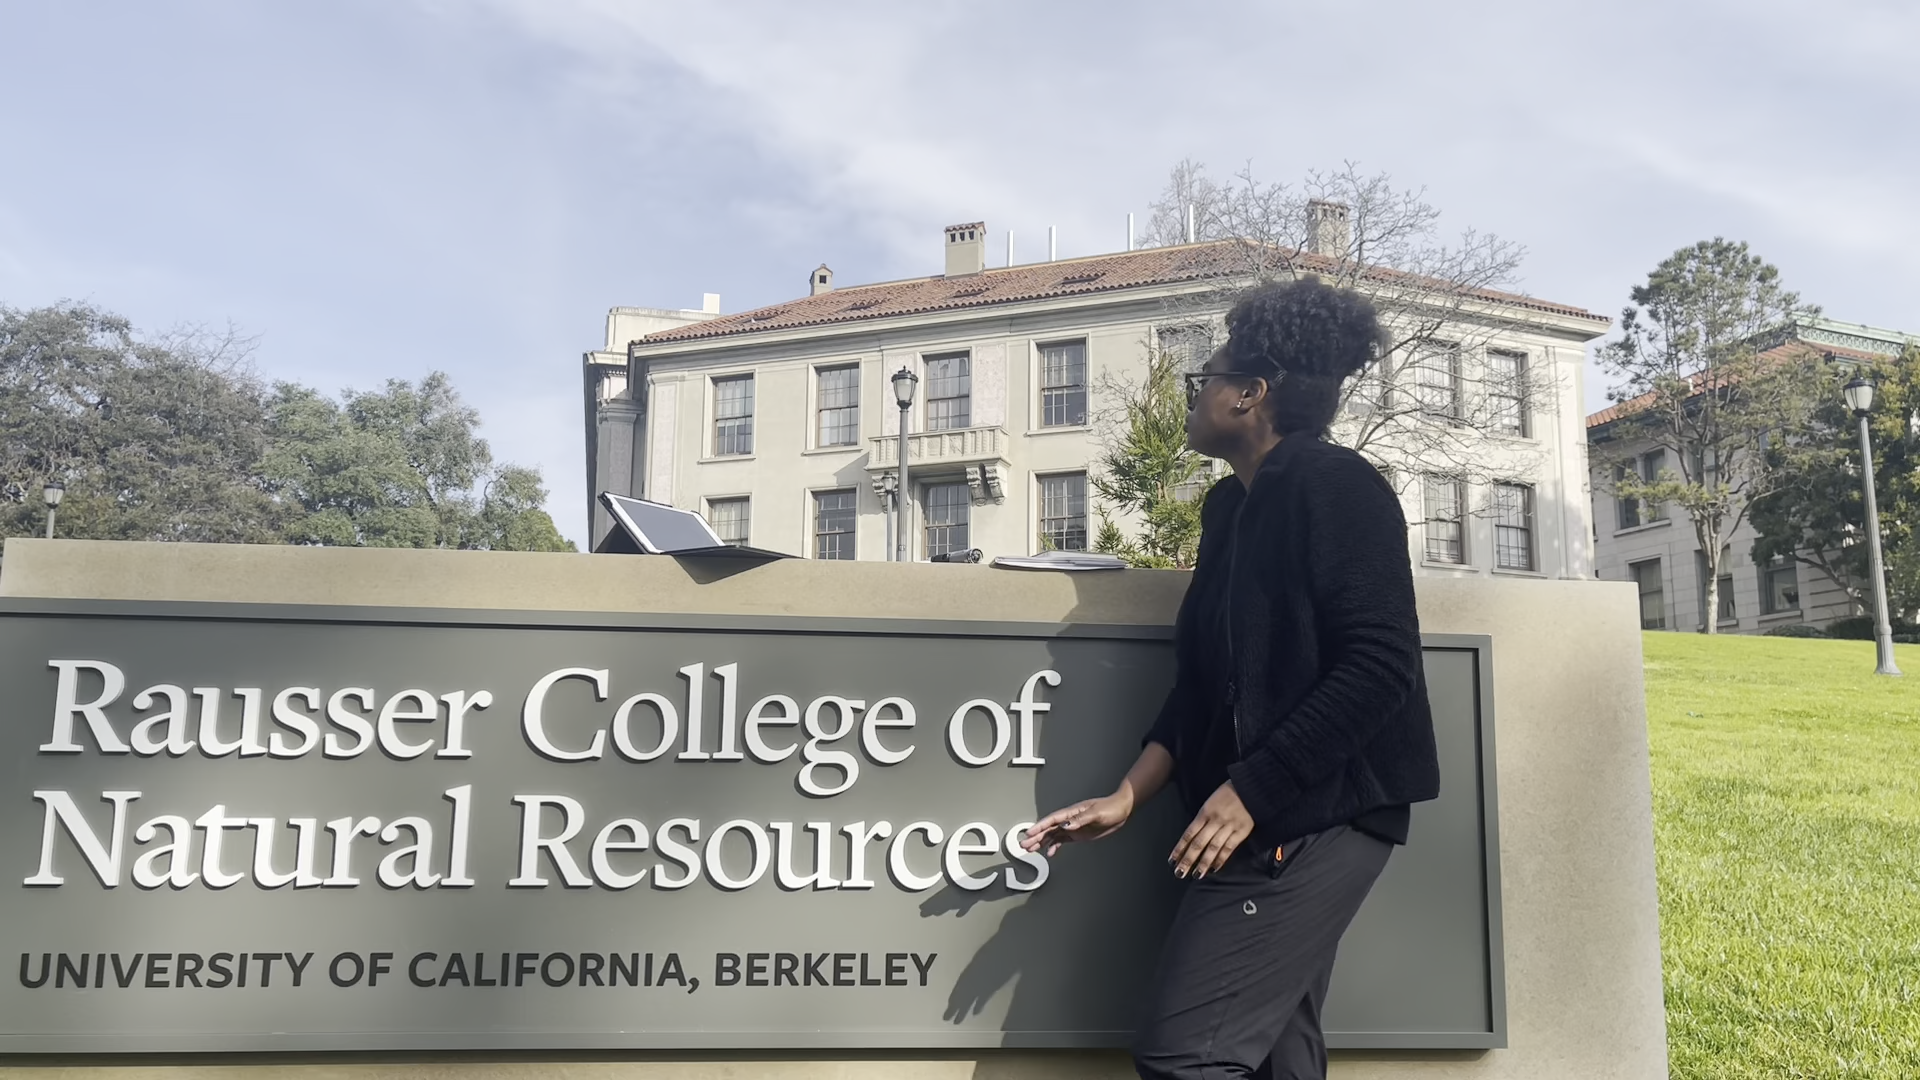 Rausser College of
Natural Resources
UNIVERSITY OF CALIFORNIA, BERKELEY